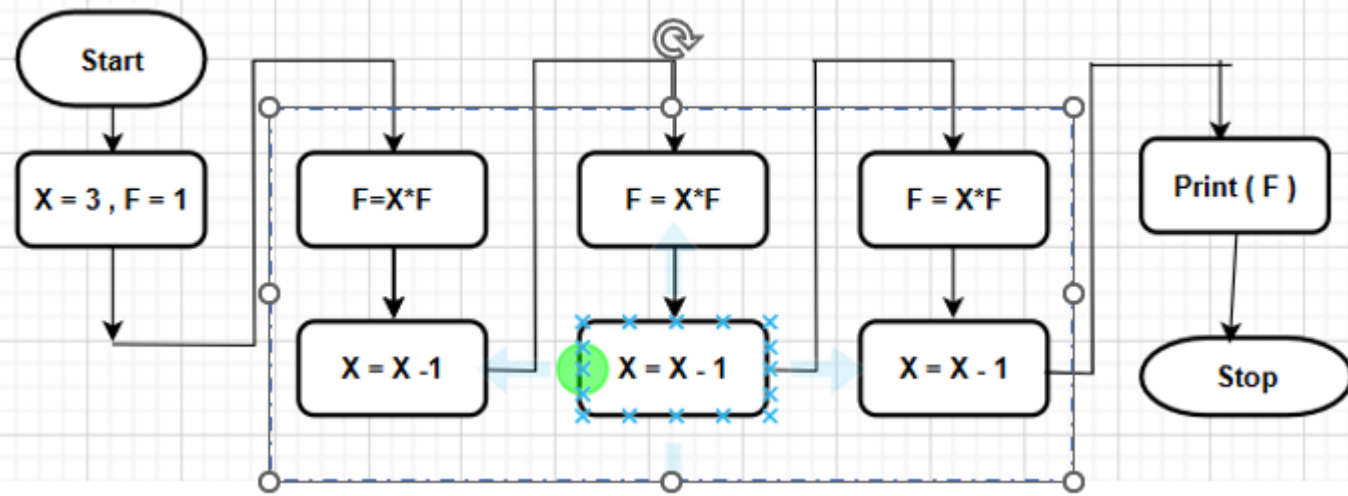 Start
X = 3 , F = 1
F=X*F
X = X -1
F = X*F
X = X - 1
F = X*F
X = X - 1
Print ( F )
Stop